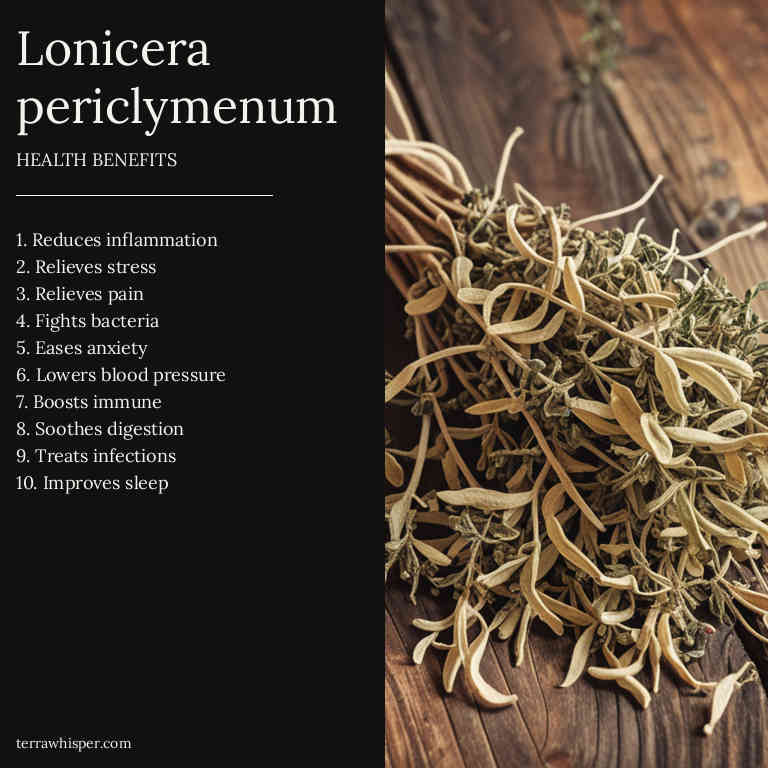 Lonicera
periclymenum
HEALTH BENEFITS
1. Reduces inflammation
2. Relieves stress
3. Relieves pain
4. Fights bacteria
5. Eases anxiety
6. Lowers blood pressure
7. Boosts immune
8. Soothes digestion
9. Treats infections
10. Improves sleep
terrawhisper.com